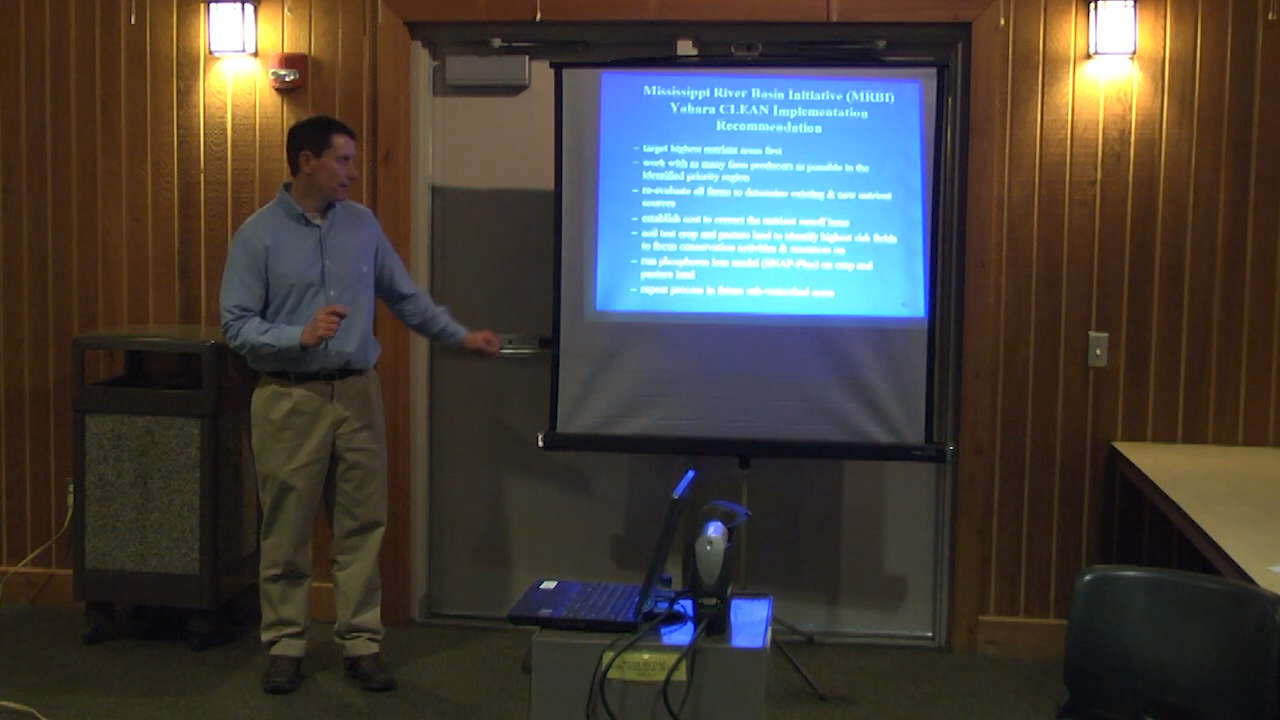 Mississippi River Basin Initiative (MRBI)
Yahara CLEAN Implementation
Recommendation
– target highest nutrient areas first
– work with as many farm producers as possible in the
identified priority region
– re-evaluate all farms to determine existing & new nutrient
sources
– establish cost to correct the nutrient runoff
– soil test crop and pasture land to identify highest risk fields
to focus conservation activities & resources on
– run phosphorus loss model (SNAP-Plus) on crop and
pasture land
– repeat process in future sub-watershed areas